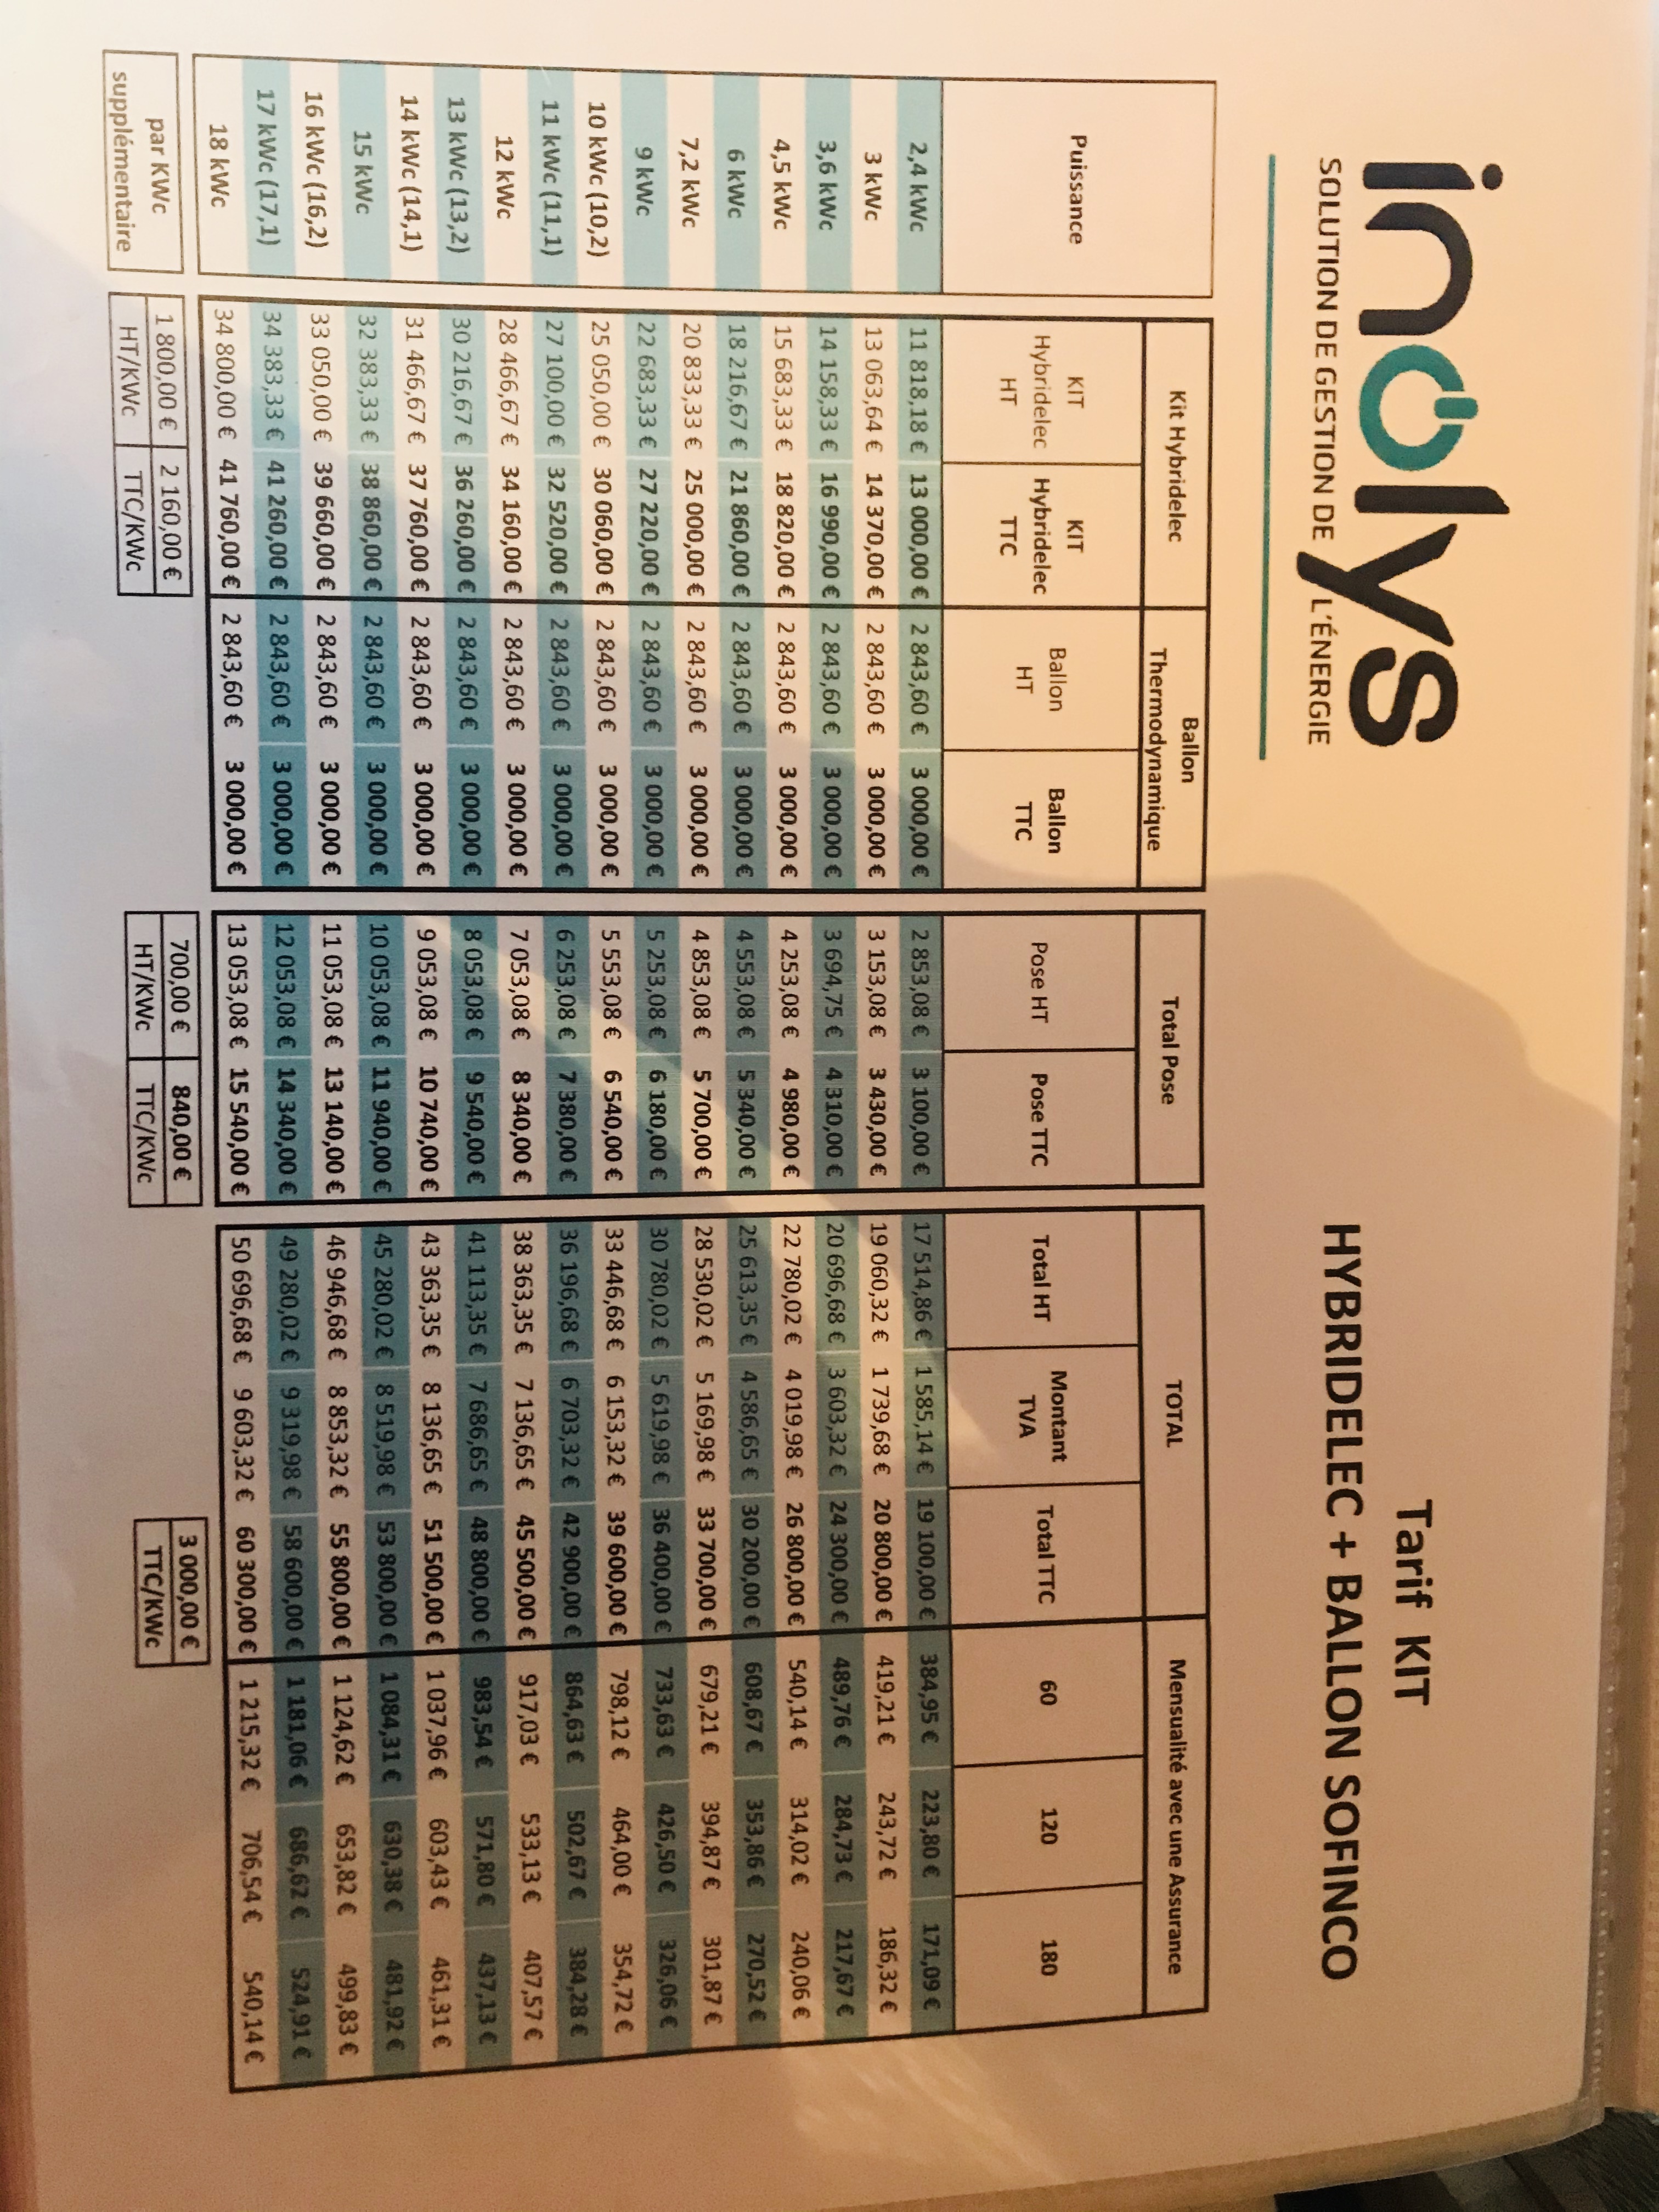 inolys
SOLUTION DE GESTION DE L'ÉNERGIE
Tarif KIT
HYBRIDELEC + BALLON SOFINCO
Puissance Kit Hybridelec Ballon Thermodynamique Total Pose TOTAL Mensualité avec une Assurance
KIT Hybridelec HT KIT Hybridelec TTC Ballon HT Ballon TTC Pose HT Pose TTC Total HT Montant TVA Total TTC 60 120 180
2,4 kWc 11 818,18 € 13 000,00 € 2 843,60 € 3 000,00 € 2 853,08 € 3 100,00 € 17 514,86 € 1 585,14 € 19 100,00 € 384,95 € 223,80 € 171,09 €
3 kWc 13 063,64 € 14 370,00 € 2 843,60 € 3 000,00 € 3 153,08 € 3 430,00 € 19 060,32 € 1 739,68 € 20 800,00 € 419,21 € 243,72 € 186,32 €
3,6 kWc 14 158,33 € 16 990,00 € 2 843,60 € 3 000,00 € 3 694,75 € 4 310,00 € 20 696,68 € 3 603,32 € 24 300,00 € 489,76 € 284,73 € 217,67 €
4,5 kWc 15 683,33 € 18 820,00 € 2 843,60 € 3 000,00 € 4 253,08 € 4 980,00 € 22 780,02 € 4 019,98 € 26 800,00 € 540,14 € 314,02 € 240,06 €
6 kWc 18 216,67 € 21 860,00 € 2 843,60 € 3 000,00 € 4 553,08 € 5 340,00 € 25 613,35 € 4 586,65 € 30 200,00 € 608,67 € 353,86 € 270,52 €
7,2 kWc 20 833,33 € 25 000,00 € 2 843,60 € 3 000,00 € 4 853,08 € 5 700,00 € 28 530,02 € 5 169,98 € 33 700,00 € 679,21 € 394,87 € 301,87 €
9 kWc 22 683,33 € 27 220,00 € 2 843,60 € 3 000,00 € 5 253,08 € 6 180,00 € 30 780,02 € 5 619,98 € 36 400,00 € 733,63 € 426,50 € 326,06 €
10 kWc (10,2) 25 050,00 € 30 060,00 € 2 843,60 € 3 000,00 € 5 553,08 € 6 540,00 € 33 446,68 € 6 153,32 € 39 600,00 € 798,12 € 464,00 € 354,72 €
11 kWc (11,1) 27 100,00 € 32 520,00 € 2 843,60 € 3 000,00 € 6 253,08 € 7 380,00 € 36 196,68 € 6 703,32 € 42 900,00 € 864,63 € 502,67 € 384,28 €
12 kWc 28 466,67 € 34 160,00 € 2 843,60 € 3 000,00 € 7 053,08 € 8 340,00 € 38 363,35 € 7 136,65 € 45 500,00 € 917,03 € 533,13 € 407,57 €
13 kWc (13,2) 30 216,67 € 36 260,00 € 2 843,60 € 3 000,00 € 8 053,08 € 9 540,00 € 41 113,35 € 7 686,65 € 48 800,00 € 983,54 € 571,80 € 437,13 €
14 kWc (14,1) 31 466,67 € 37 760,00 € 2 843,60 € 3 000,00 € 9 053,08 € 10 740,00 € 43 363,35 € 8 136,65 € 51 500,00 € 1 037,96 € 603,43 € 461,31 €
15 kWc 32 383,33 € 38 860,00 € 2 843,60 € 3 000,00 € 10 053,08 € 11 940,00 € 45 280,02 € 8 519,98 € 53 800,00 € 1 084,31 € 630,38 € 481,92 €
16 kWc (16,2) 33 050,00 € 39 660,00 € 2 843,60 € 3 000,00 € 11 053,08 € 13 140,00 € 46 946,68 € 8 853,32 € 55 800,00 € 1 124,62 € 653,82 € 499,83 €
17 kWc (17,1) 34 383,33 € 41 260,00 € 2 843,60 € 3 000,00 € 12 053,08 € 14 340,00 € 49 280,02 € 9 319,98 € 58 600,00 € 1 181,06 € 686,62 € 524,91 €
18 kWc 34 800,00 € 41 760,00 € 2 843,60 € 3 000,00 € 13 053,08 € 15 540,00 € 50 696,68 € 9 603,32 € 60 300,00 € 1 215,32 € 706,54 € 540,14 €
par KWc 1 800,00 € 2 160,00 € 700,00 € 840,00 € 3 000,00 €
supplémentaire HT/KWc TTC/KWc HT/KWc TTC/KWc TTC/KWc